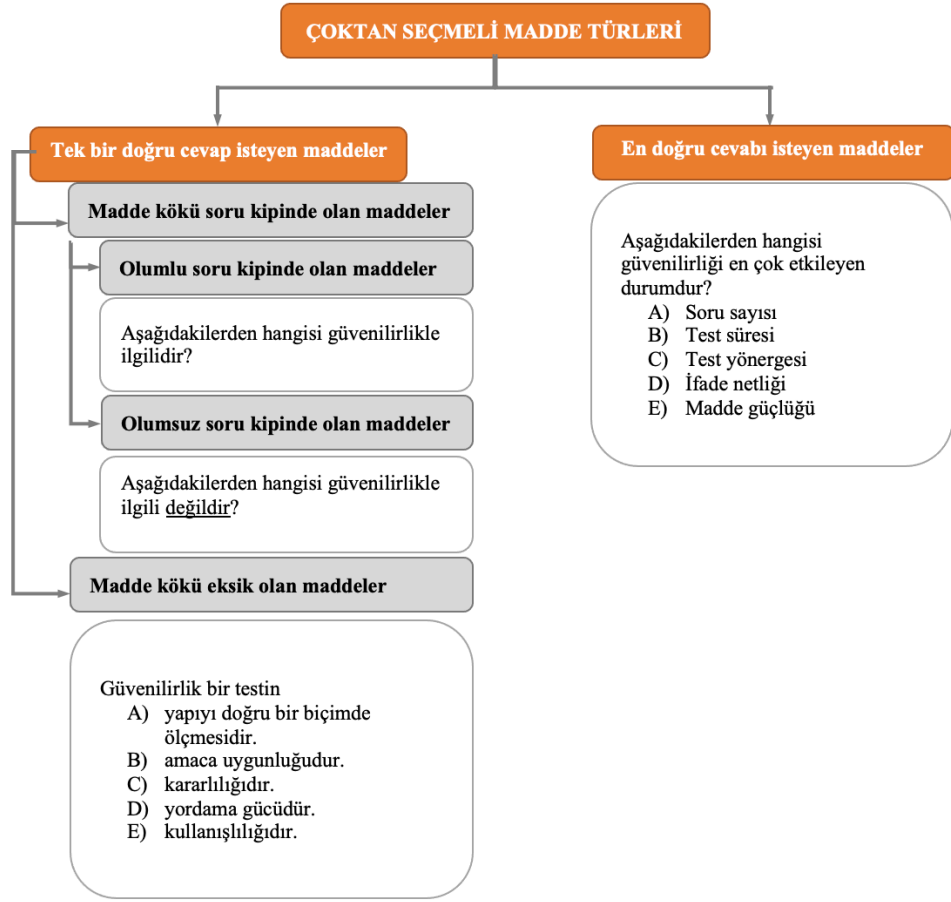 ÇOKTAN SEÇMELİ MADDE TÜRLERİ
Tek bir doğru cevap isteyen maddeler
Madde kökü soru kipinde olan maddeler
Olumlu soru kipinde olan maddeler
Aşağıdakilerden hangisi güvenilirlikle
ilgilidir?
Olumsuz soru kipinde olan maddeler
Aşağıdakilerden hangisi güvenilirlikle
ilgili değildir?
Madde kökü eksik olan maddeler
Güvenilirlik bir testin
A) yapıyı doğru bir biçimde
ölçmesidir.
B) amaca uygunluğudur.
C) kararlılığıdır.
D) yordama gücüdür.
E) kullanışlılığıdır.
En doğru cevabı isteyen maddeler
Aşağıdakilerden hangisi
güvenilirliği en çok etkileyen
durumdur?
A) Soru sayısı
B) Test süresi
C) Test yönergesi
D) İfade netliği
E) Madde güçlüğü